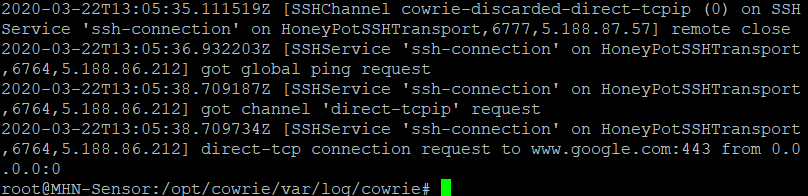 2020-03-22T13:05:35.111519Z [SSHChannel cowrie-discarded-direct-tcpip (0) on SSH
Service 'ssh-connection' on HoneyPotSSHTransport,6777,5.188.87.57] remote close
2020-03-22T13:05:36.932203Z [SSHService 'ssh-connection' on HoneyPotSSHTransport
,6764,5.188.86.212] got global ping request
2020-03-22T13:05:38.709187Z [SSHService 'ssh-connection' on HoneyPotSSHTransport
,6764,5.188.86.212] got channel 'direct-tcpip' request
2020-03-22T13:05:38.709734Z [SSHService 'ssh-connection' on HoneyPotSSHTransport
,6764,5.188.86.212] direct-tcp connection request to www.google.com:443 from 0.0
.0.0:0
root@MHN-Sensor:/opt/cowrie/var/log/cowrie#